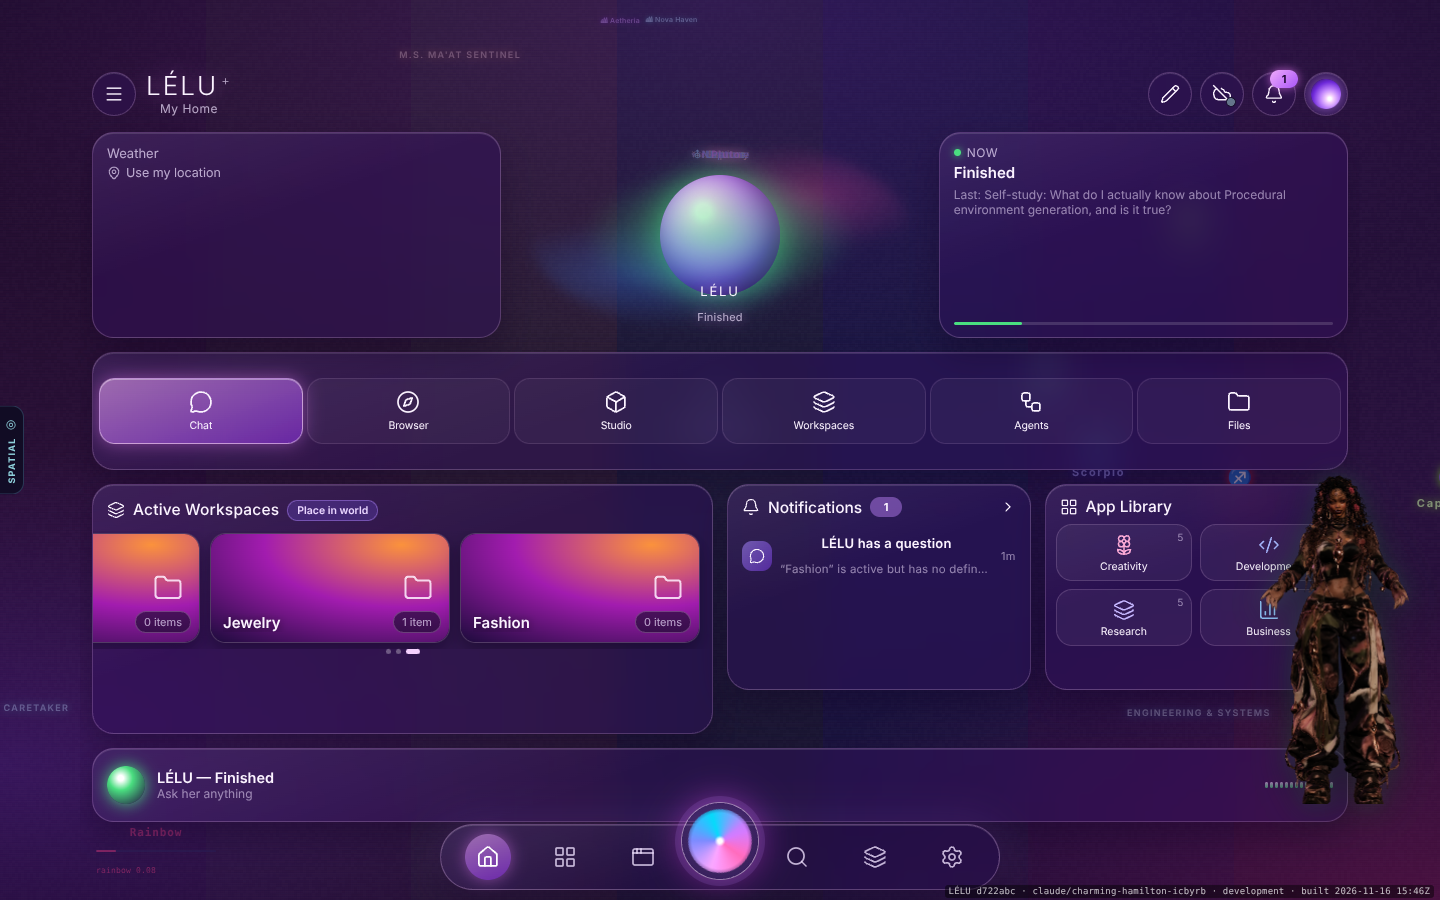 Aetheria Nova Haven
M.S. MA'AT SENTINEL
LÉLU +
My Home
1
Weather
Use my location
LÉLU
Finished
NOW
Finished
Last: Self-study: What do I actually know about Procedural
environment generation, and is it true?
Chat
Browser
Studio
Workspaces
Agents
Files
SPATIAL
Scorpio
Active Workspaces
Place in world
0 items
Jewelry
1 item
Fashion
0 items
Notifications
1
LÉLU has a question
1m
“Fashion” is active but has no defin...
App Library
5
Creativity
5
Research
Business
CARETAKER
ENGINEERING & SYSTEMS
LÉLU — Finished
Ask her anything
Rainbow
rainbow 0.00
LÉLU d722abc · claude/charming-hamilton-icbyrb · development · built 2026-11-16 15:46Z